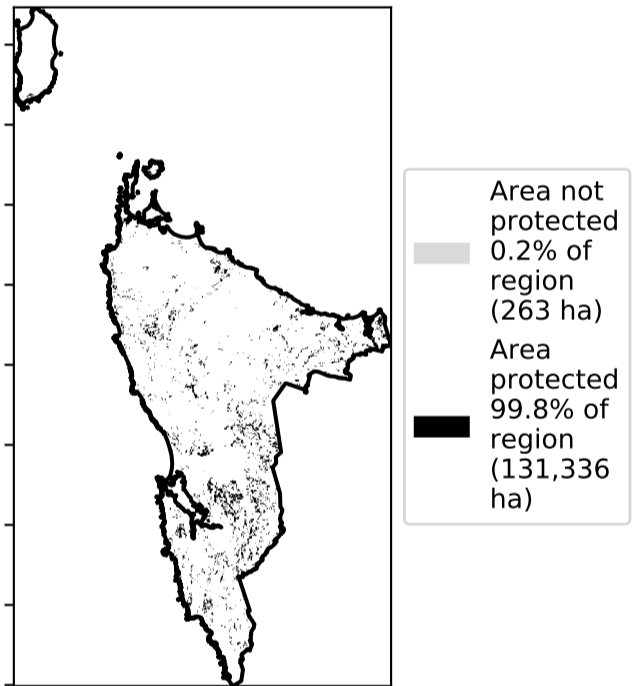 Area not
protected
0.2% of
region
(263 ha)
Area
protected
99.8% of
region
(131,336
ha)